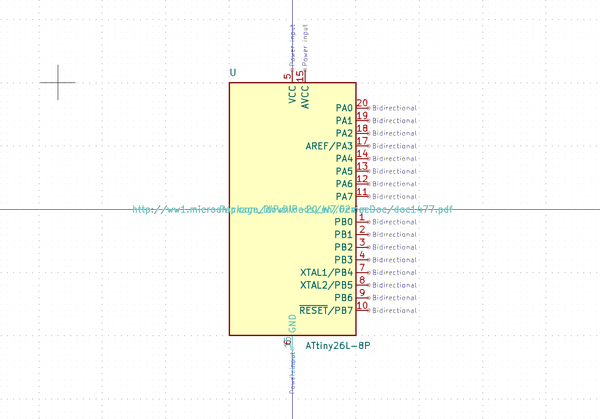 Power input
Power input
U
5
15
VCC
AVCC
PA0 20 Bidirectional
PA1 19 Bidirectional
PA2 18 Bidirectional
AREF/PA3 17 Bidirectional
PA4 14 Bidirectional
PA5 13 Bidirectional
PA6 12 Bidirectional
PA7 11 Bidirectional
PB0 1 Bidirectional
PB1 2 Bidirectional
PB2 3 Bidirectional
PB3 4 Bidirectional
XTAL1/PB4 7 Bidirectional
XTAL2/PB5 8 Bidirectional
PB6 9 Bidirectional
RESET/PB7 10 Bidirectional
GND
ATtiny26L-8P